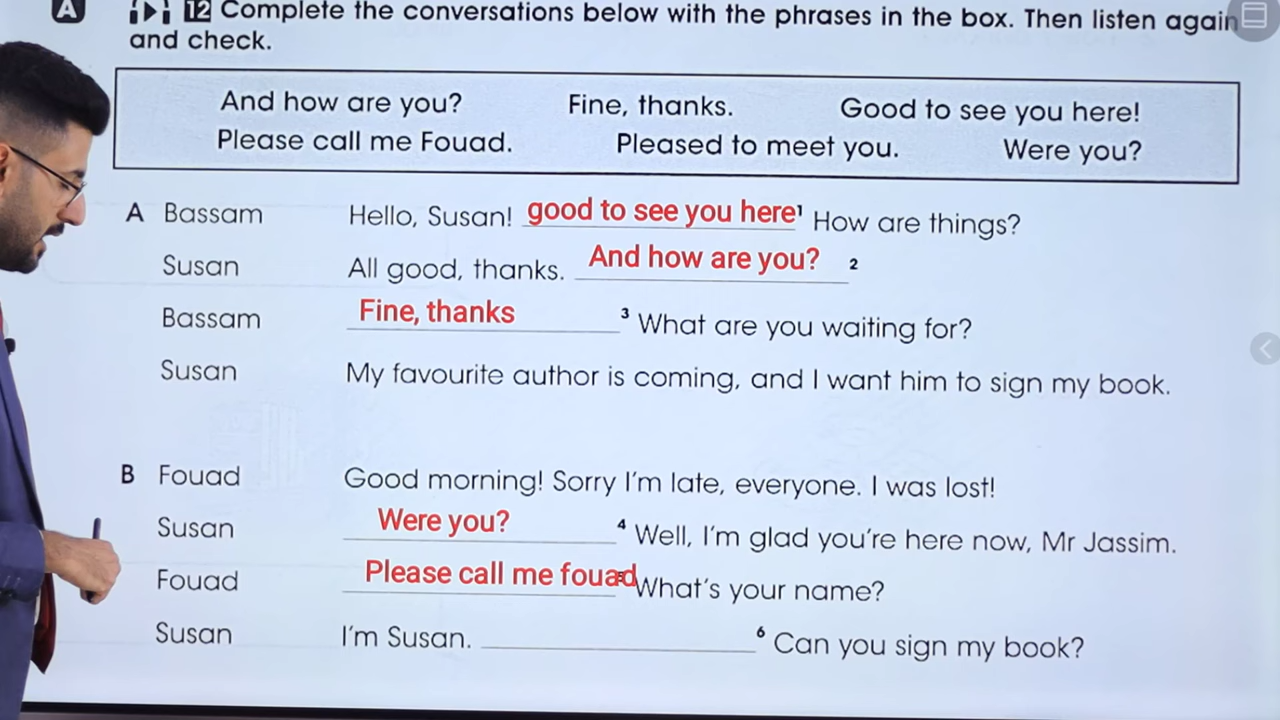 A 12 Complete the conversations below with the phrases in the box. Then listen again
and check.
And how are you? Fine, thanks. Good to see you here!
Please call me Fouad. Pleased to meet you. Were you?
A Bassam Hello, Susan! good to see you here 1 How are things?
Susan All good, thanks. And how are you? 2
Bassam Fine, thanks 3 What are you waiting for?
Susan My favourite author is coming, and I want him to sign my book.
B Fouad Good morning! Sorry I'm late, everyone. I was lost!
Susan Were you? 4 Well, I'm glad you're here now, Mr Jassim.
Fouad Please call me fouad What's your name?
Susan I'm Susan. 6 Can you sign my book?